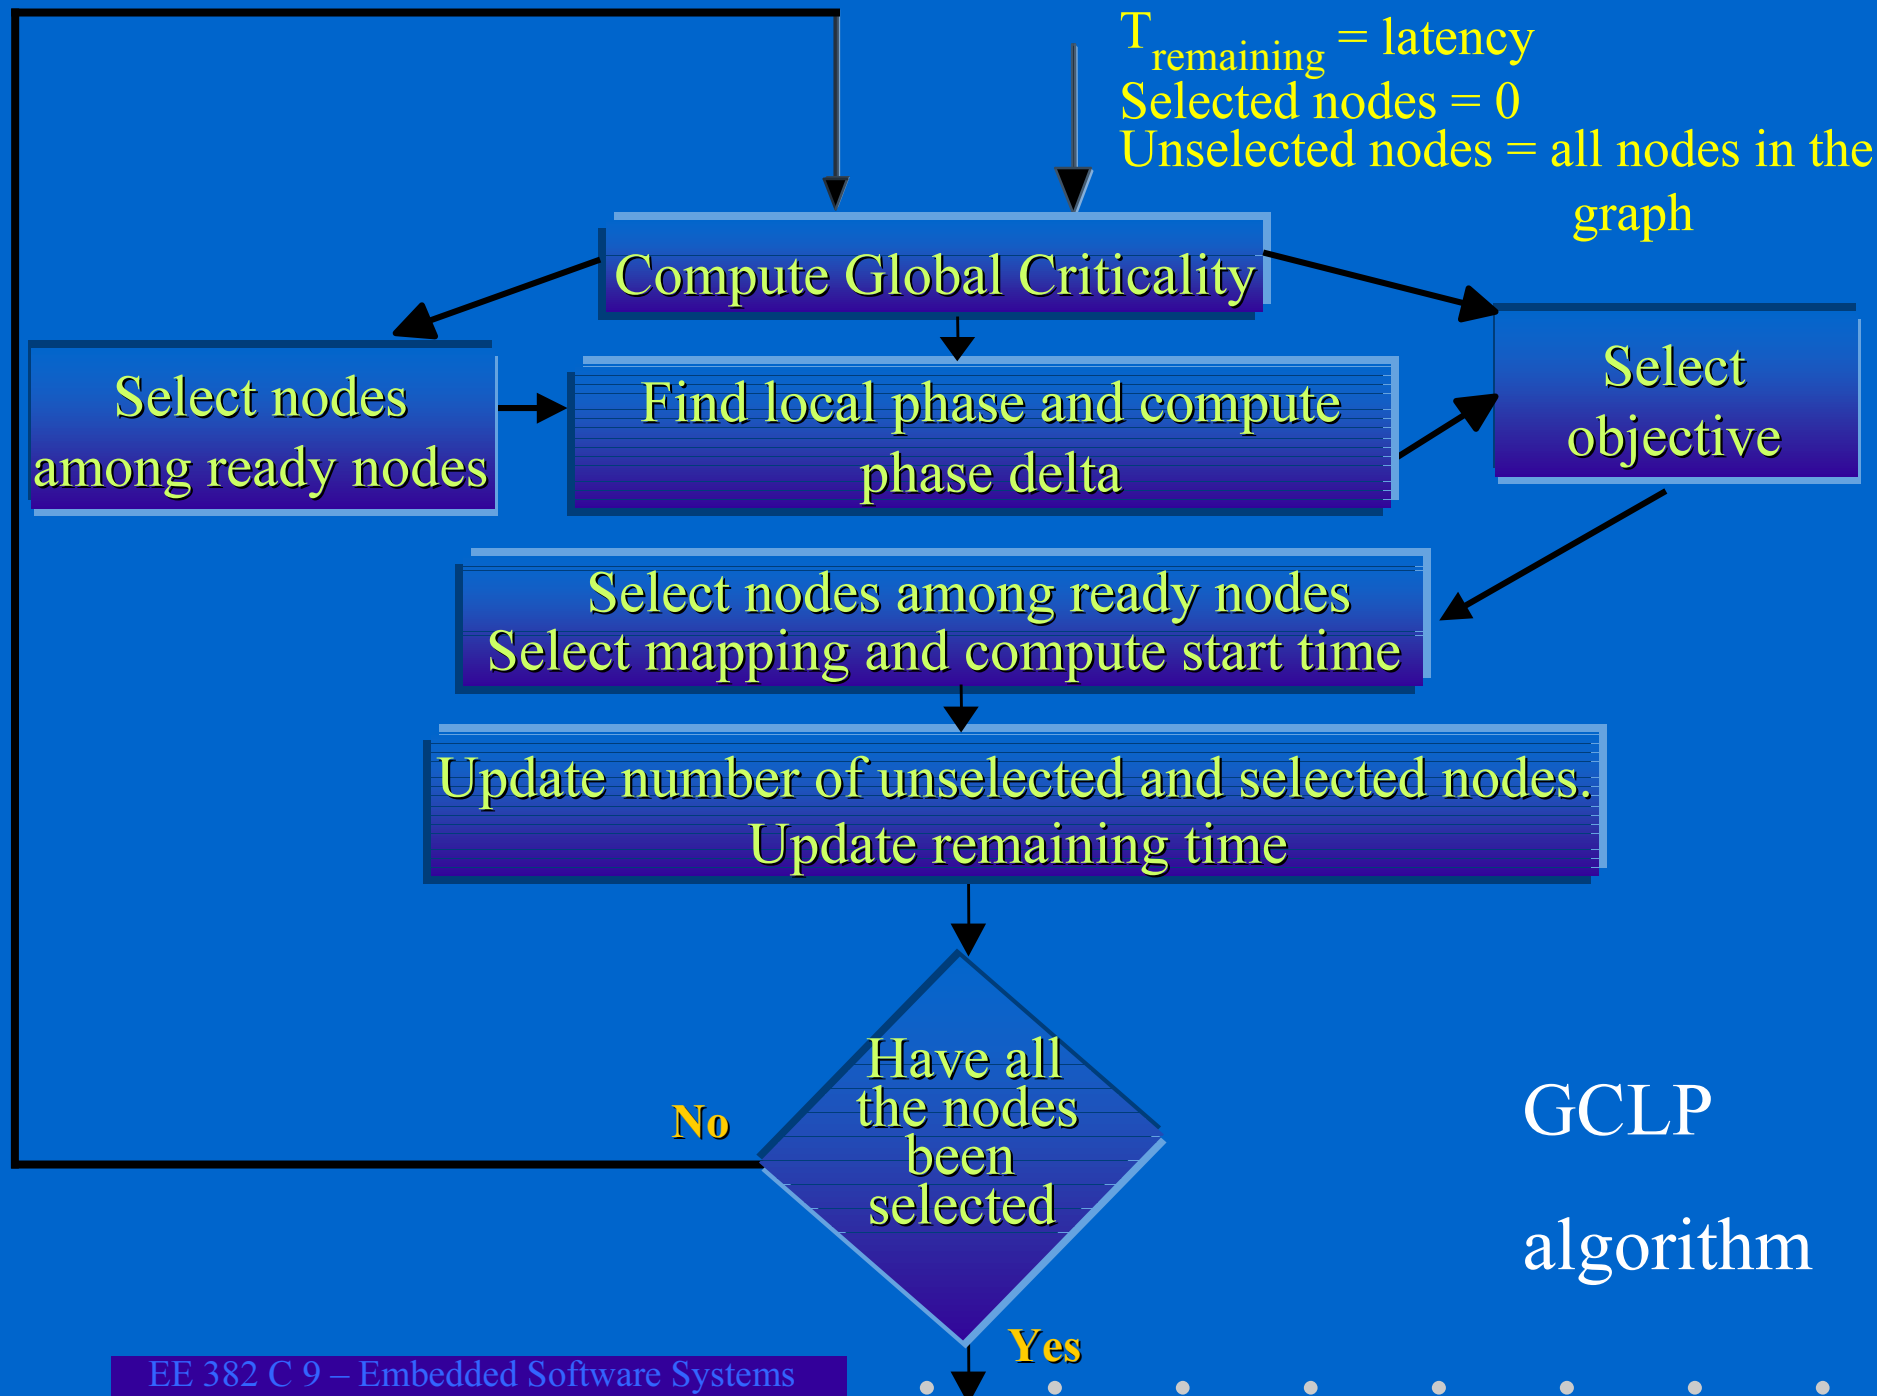 T remaining = latency
Selected nodes = 0
Unselected nodes = all nodes in the
graph
Compute Global Criticality
Select nodes
among ready nodes
Find local phase and compute
phase delta
Select
objective
Select nodes among ready nodes
Select mapping and compute start time
Update number of unselected and selected nodes.
Update remaining time
Have all
the nodes
been
selected
No
Yes
GCLP
algorithm
EE 382 C 9 – Embedded Software Systems